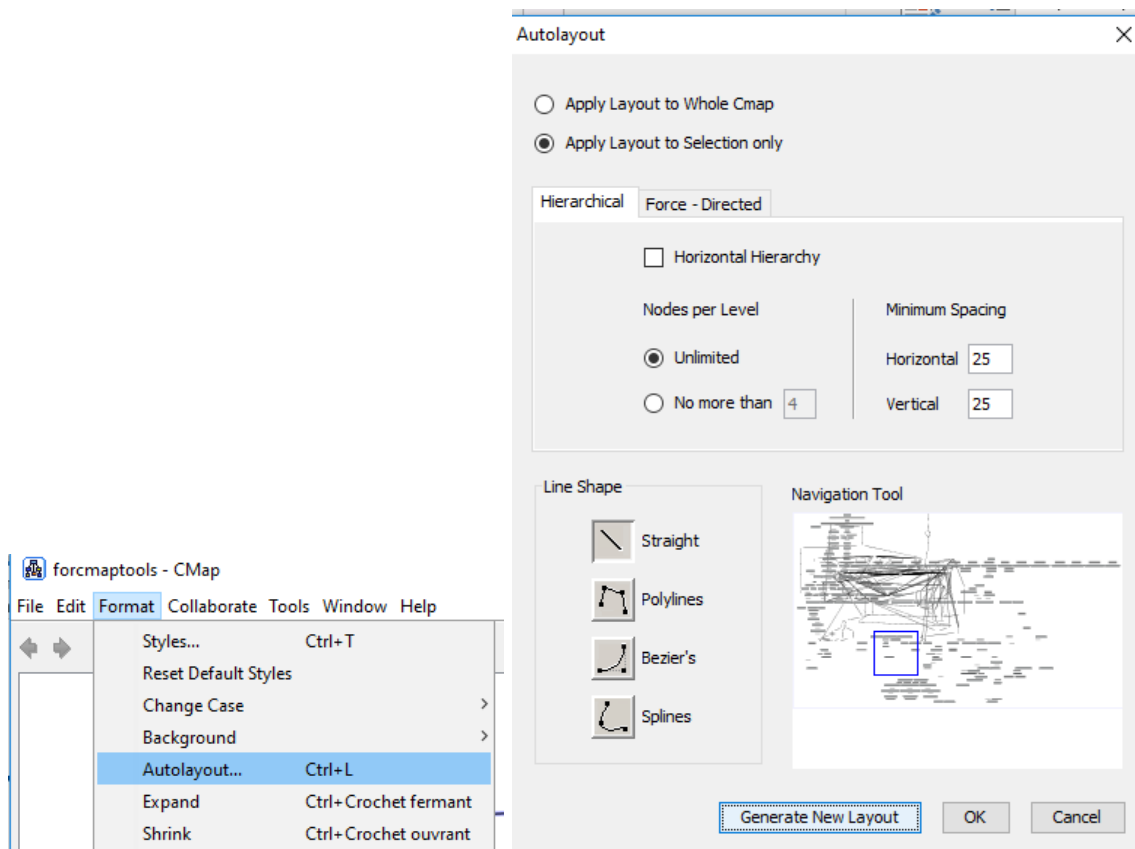 Autolayout
Apply Layout to Whole Cmap
Apply Layout to Selection only
Hierarchical Force - Directed
Horizontal Hierarchy
Nodes per Level Minimum Spacing
Unlimited Horizontal 25
No more than 4 Vertical 25
Line Shape Navigation Tool
Straight
Polylines
Bezier's
Splines
Generate New Layout OK Cancel
forcmaptools - CMap
File Edit Format Collaborate Tools Window Help
Styles... Ctrl+T
Reset Default Styles
Change Case
Background
Autolayout... Ctrl+L
Expand Ctrl+Crochet fermant
Shrink Ctrl+Crochet ouvrant